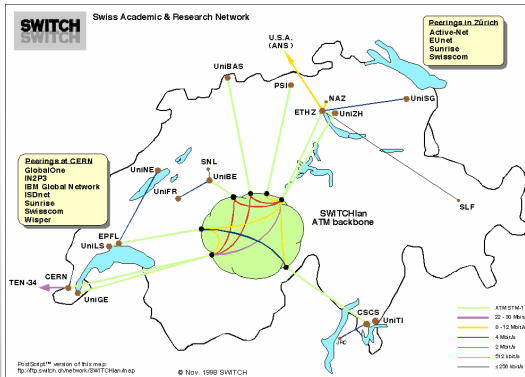 SWITCH
Swiss Academic & Research Network
U.S.A.
(ANS)
Peerings in Zürich
Active-Net
EUnet
Sunrise
Swisscom
UniBAS
PSI
NAZ
ETHZ
UniZH
UniSG
Peerings at CERN
GlobalOne
IN2P3
IBM Global Network
ISDnet
Sunrise
Swisscom
Wisper
UniNE
SNL
UniBE
UniFR
SLF
SWITCHlan
ATM backbone
EPFL
UniLS
CERN
TEN-34
UniGE
CSCS
UniTI
JRC
ATM STM-1
22 - 30 Mbit/s
8 - 12 Mbit/s
4 Mbit/s
2 Mbit/s
512 kbit/s
≤ 256 kbit/s
PostScript™ version of this map:
ftp://ftp.switch.ch/network/SWITCHlan/map
© Nov. 1998 SWITCH